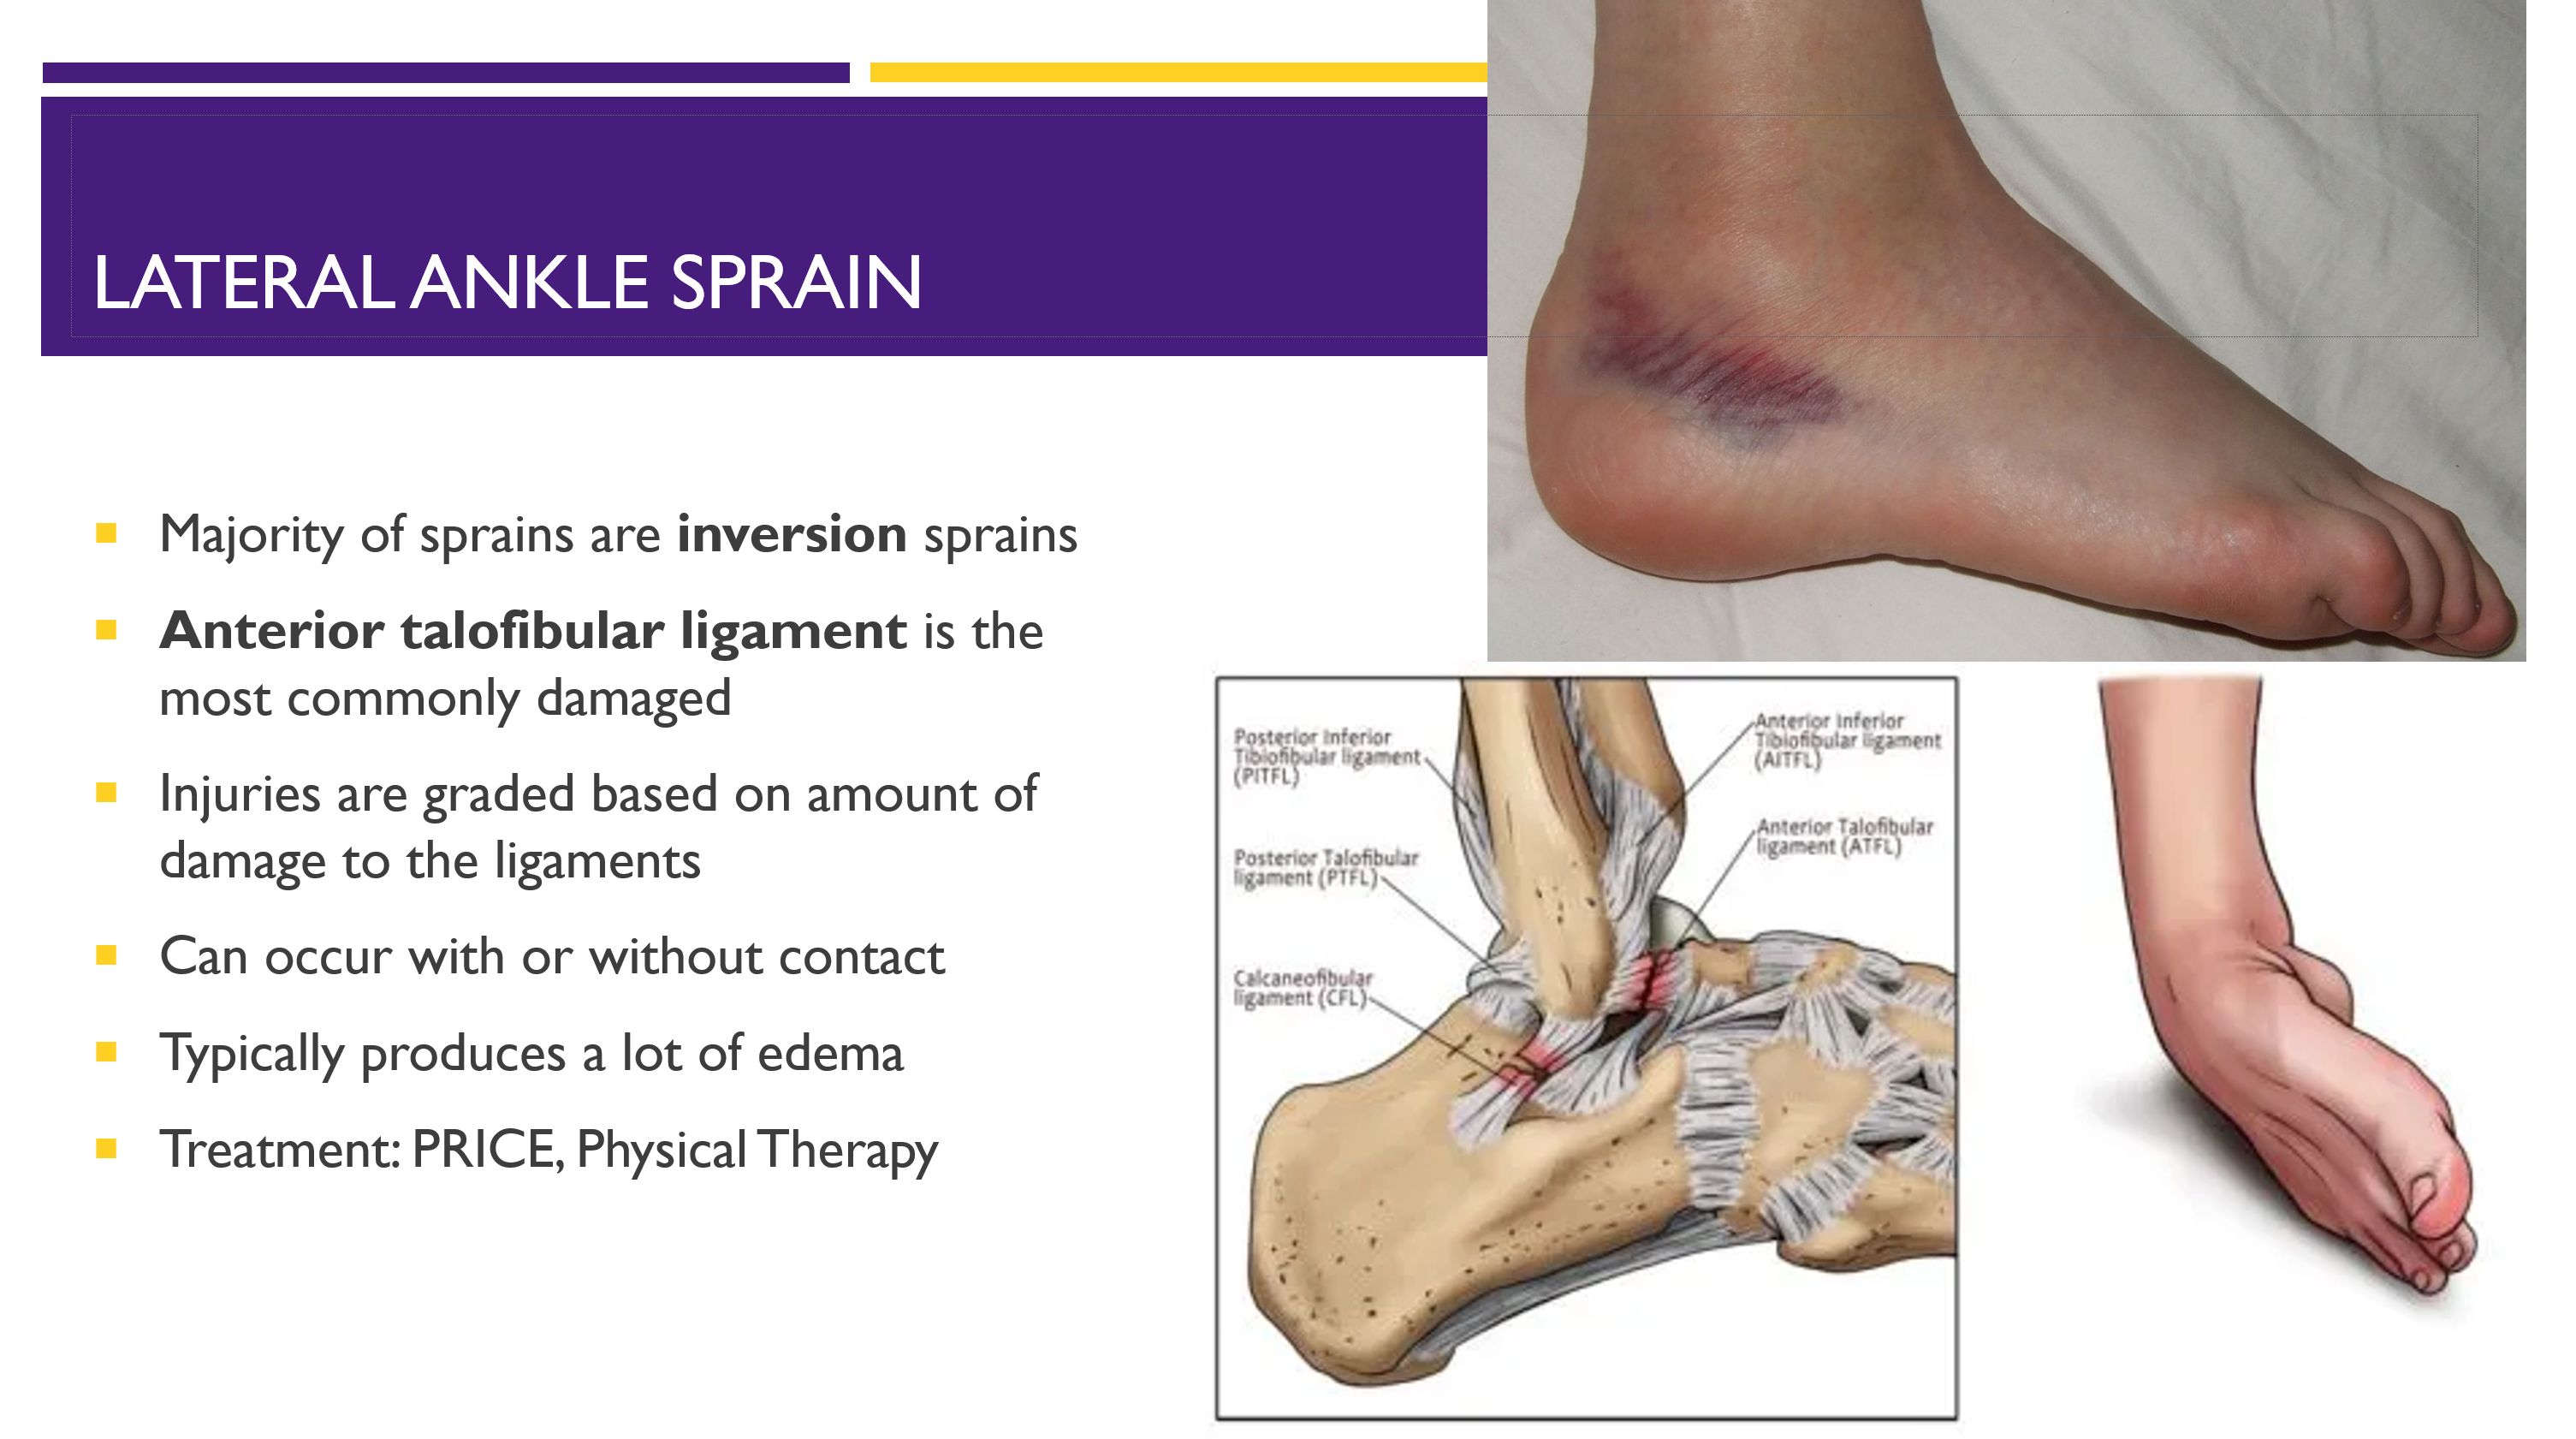 LATERAL ANKLE SPRAIN
Majority of sprains are inversion sprains
Anterior talofibular ligament is the
most commonly damaged
Injuries are graded based on amount of
damage to the ligaments
Can occur with or without contact
Typically produces a lot of edema
Treatment: PRICE, Physical Therapy
Posterior Inferior
Tibiofibular ligament
(PITFL)
Posterior Talofibular
ligament (PTFL)
Calcaneofibular
ligament (CFL)
Anterior Inferior
Tibiofibular ligament
(AITFL)
Anterior Talofibular
ligament (ATFL)